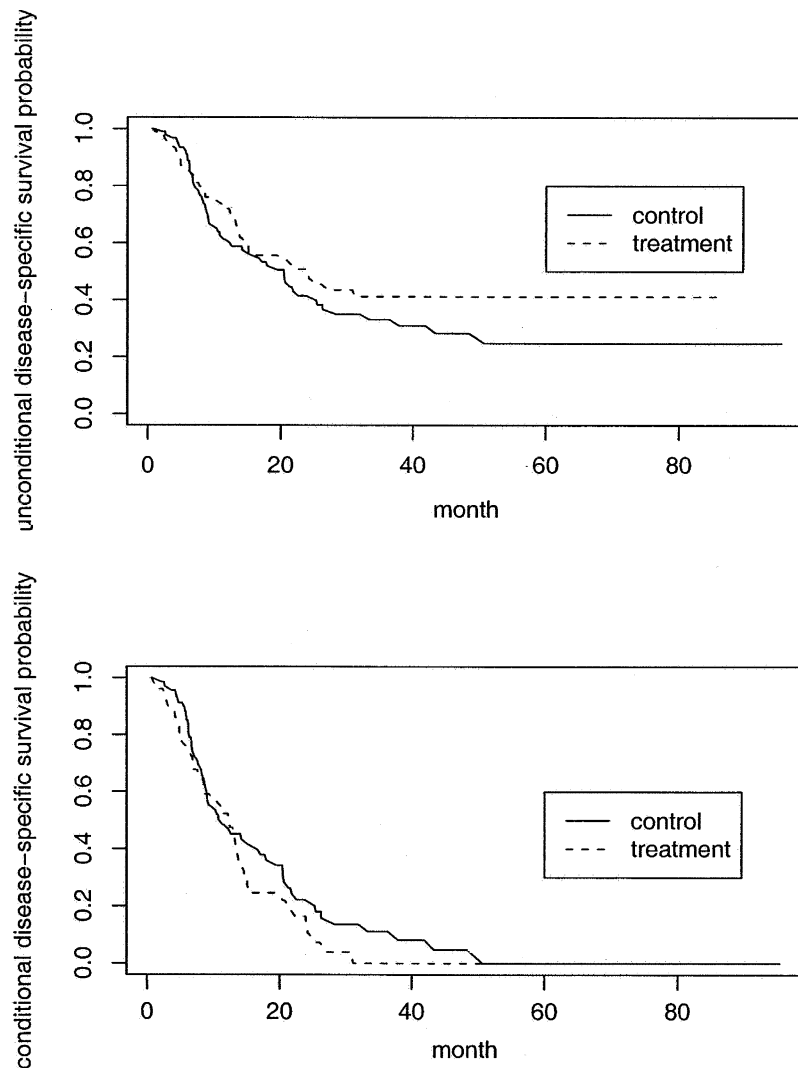 unconditional disease-specific survival probability
1.0
0.8
0.6
0.4
0.2
0.0
control
treatment
0 20 40 60 80
month
conditional disease-specific survival probability
1.0
0.8
0.6
0.4
0.2
0.0
control
treatment
0 20 40 60 80
month